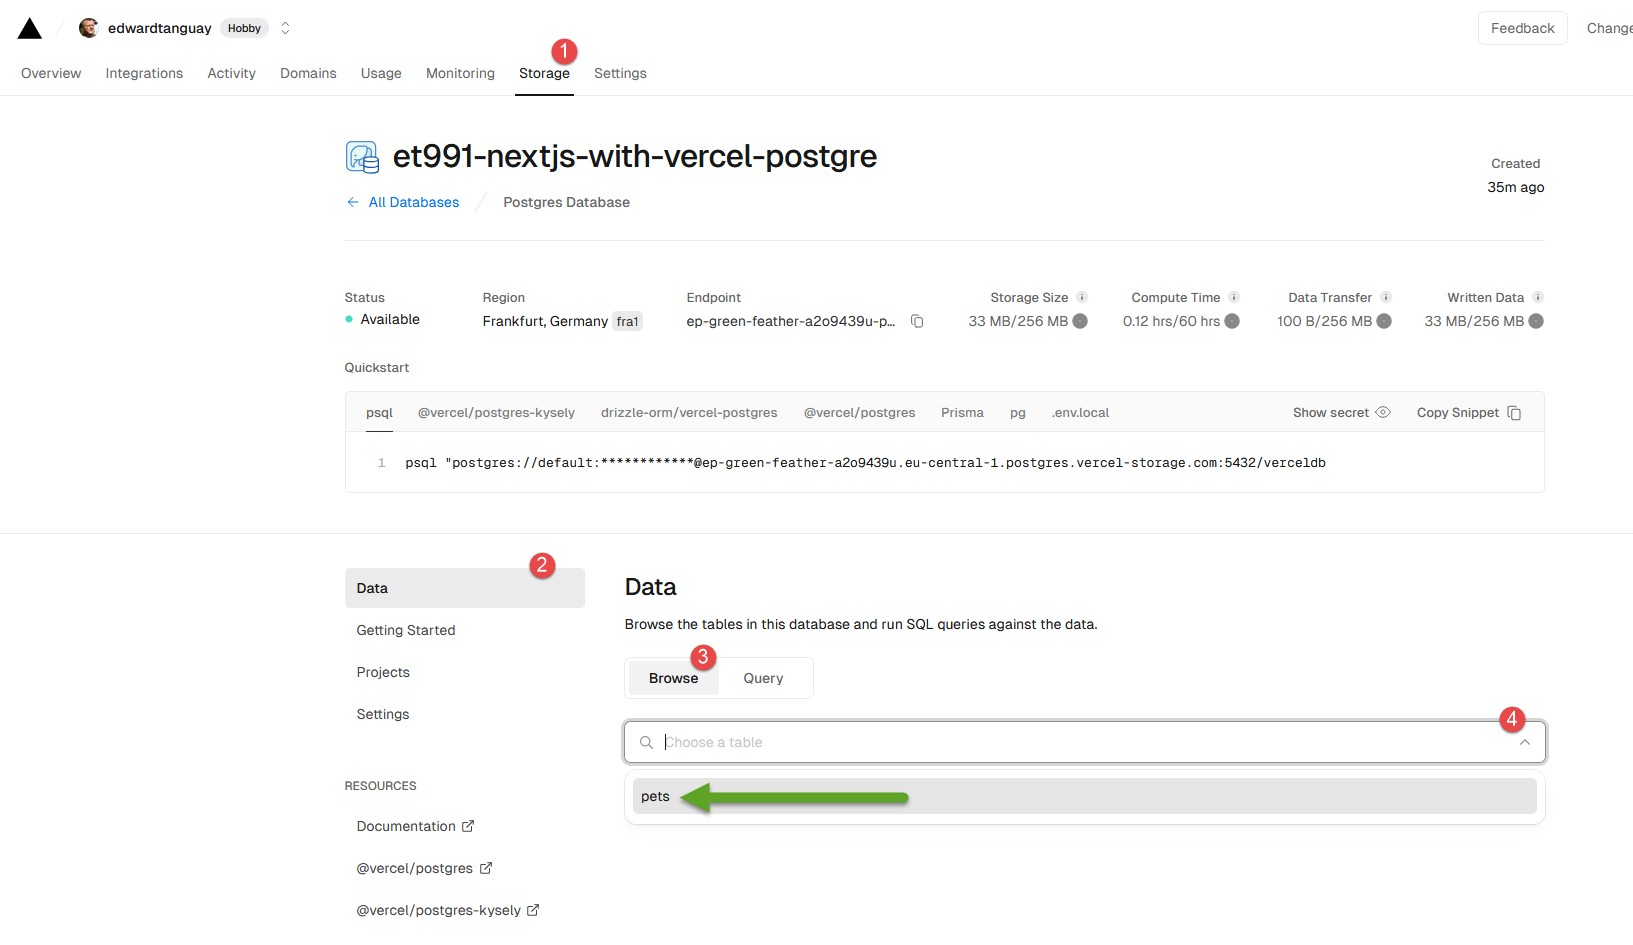 edwardtanguay Hobby
Feedback
Change
1
Overview Integrations Activity Domains Usage Monitoring Storage Settings
et991-nextjs-with-vercel-postgre
← All Databases / Postgres Database
Created
35m ago
Status
Available
Region
Frankfurt, Germany fra1
Endpoint
ep-green-feather-a2o9439u-p...
Storage Size
33 MB/256 MB
Compute Time
0.12 hrs/60 hrs
Data Transfer
100 B/256 MB
Written Data
33 MB/256 MB
Quickstart
psql @vercel/postgres-kysely drizzle-orm/vercel-postgres @vercel/postgres Prisma pg .env.local Show secret Copy Snippet
1 psql "postgres://default:************@ep-green-feather-a2o9439u.eu-central-1.postgres.vercel-storage.com:5432/verceldb
2
Data
Getting Started
Projects
Settings
RESOURCES
Documentation
@vercel/postgres
@vercel/postgres-kysely
Data
Browse the tables in this database and run SQL queries against the data.
3
Browse Query
4
Choose a table
pets